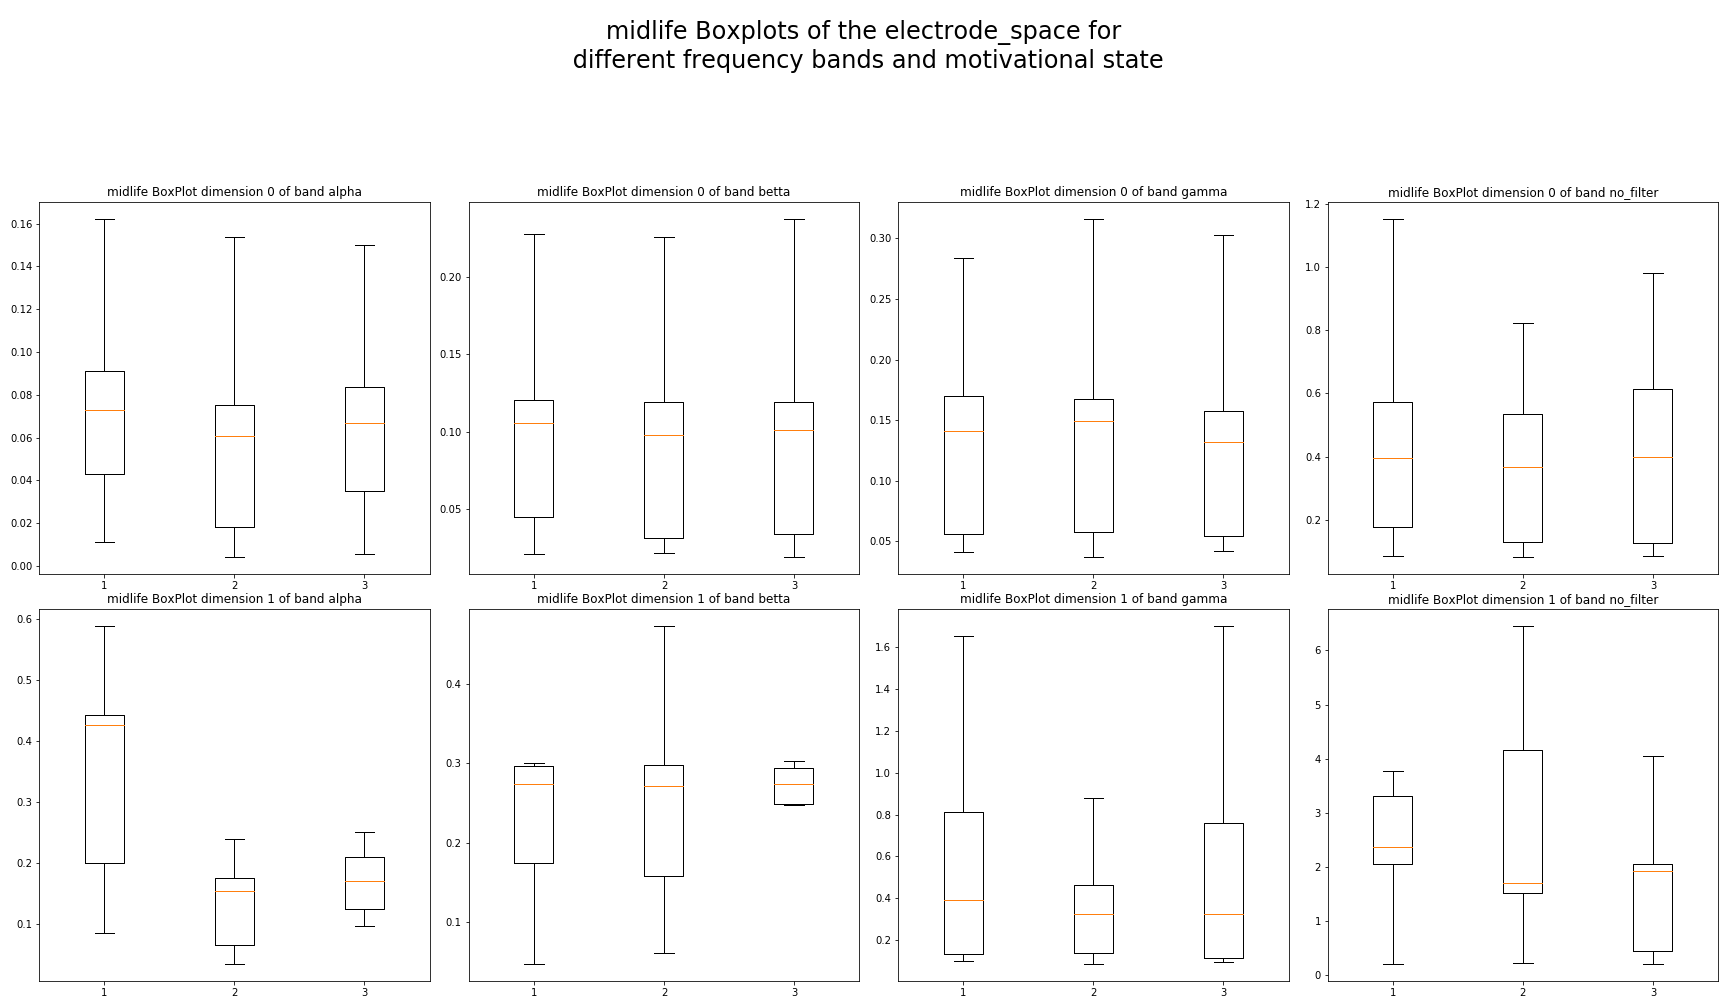 midlife Boxplots of the electrode_space for
different frequency bands and motivational state
midlife BoxPlot dimension 0 of band alpha
0.16
0.14
0.12
0.10
0.08
0.06
0.04
0.02
0.00
1 2 3
midlife BoxPlot dimension 0 of band betta
0.20
0.15
0.10
0.05
1 2 3
midlife BoxPlot dimension 0 of band gamma
0.30
0.25
0.20
0.15
0.10
0.05
1 2 3
midlife BoxPlot dimension 0 of band no_filter
1.2
1.0
0.8
0.6
0.4
0.2
1 2 3
midlife BoxPlot dimension 1 of band alpha
0.6
0.5
0.4
0.3
0.2
0.1
1 2 3
midlife BoxPlot dimension 1 of band betta
0.4
0.3
0.2
0.1
1 2 3
midlife BoxPlot dimension 1 of band gamma
1.6
1.4
1.2
1.0
0.8
0.6
0.4
0.2
1 2 3
midlife BoxPlot dimension 1 of band no_filter
6
5
4
3
2
1
0
1 2 3